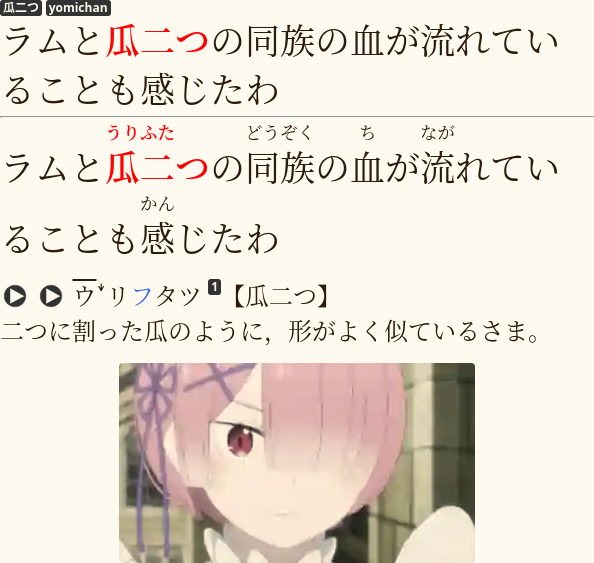 瓜二つ yomichan
ラムと瓜二つの同族の血が流れてい
ることも感じたわ
うりふた どうぞく ち なが
ラムと瓜二つの同族の血が流れてい
かん
ることも感じたわ
ウ↓リフタツ 1【瓜二つ】
二つに割った瓜のように，形がよく似ているさま。